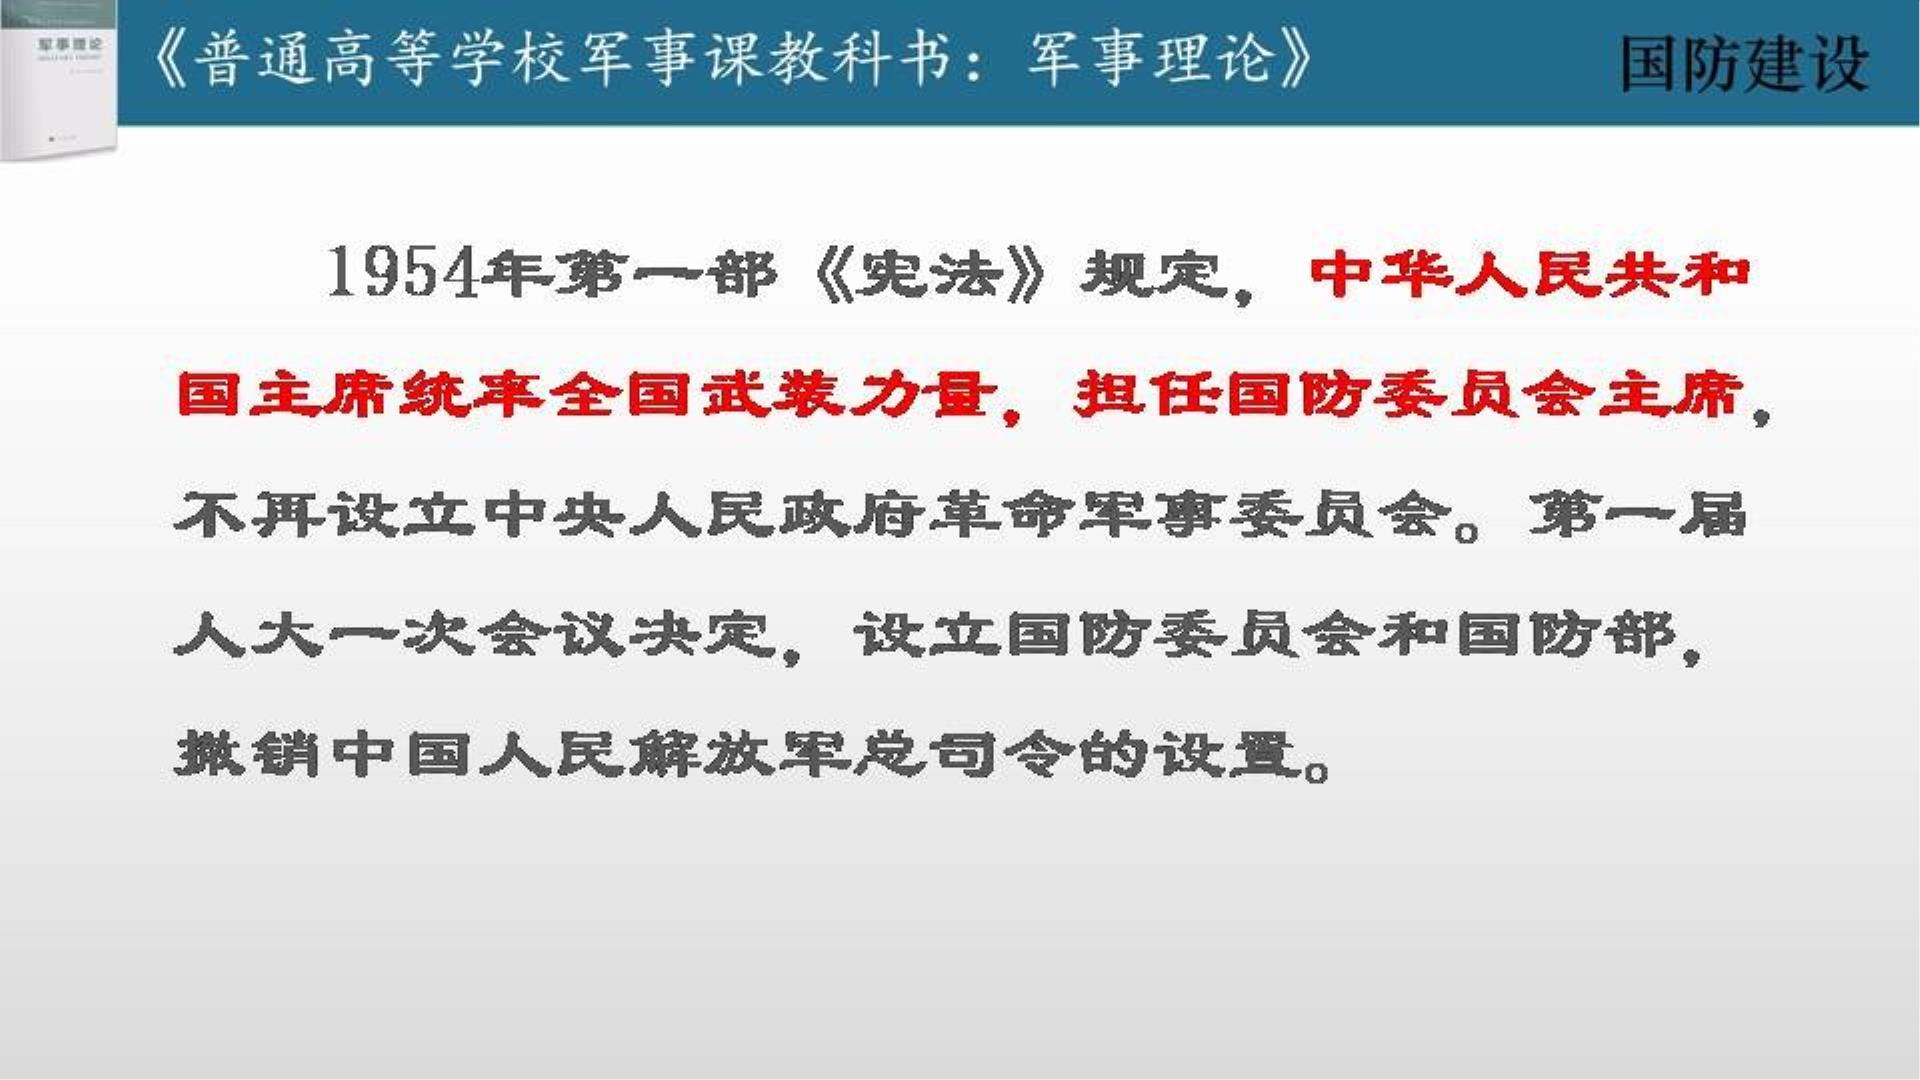 军事理论
《普通高等学校军事课教科书：军事理论》
国防建设
1954年第一部《宪法》规定，中华人民共和
国主席统率全国武装力量，担任国防委员会主席，
不再设立中央人民政府革命军事委员会。第一届
人大一次会议决定，设立国防委员会和国防部，
撤销中国人民解放军总司令的设置。